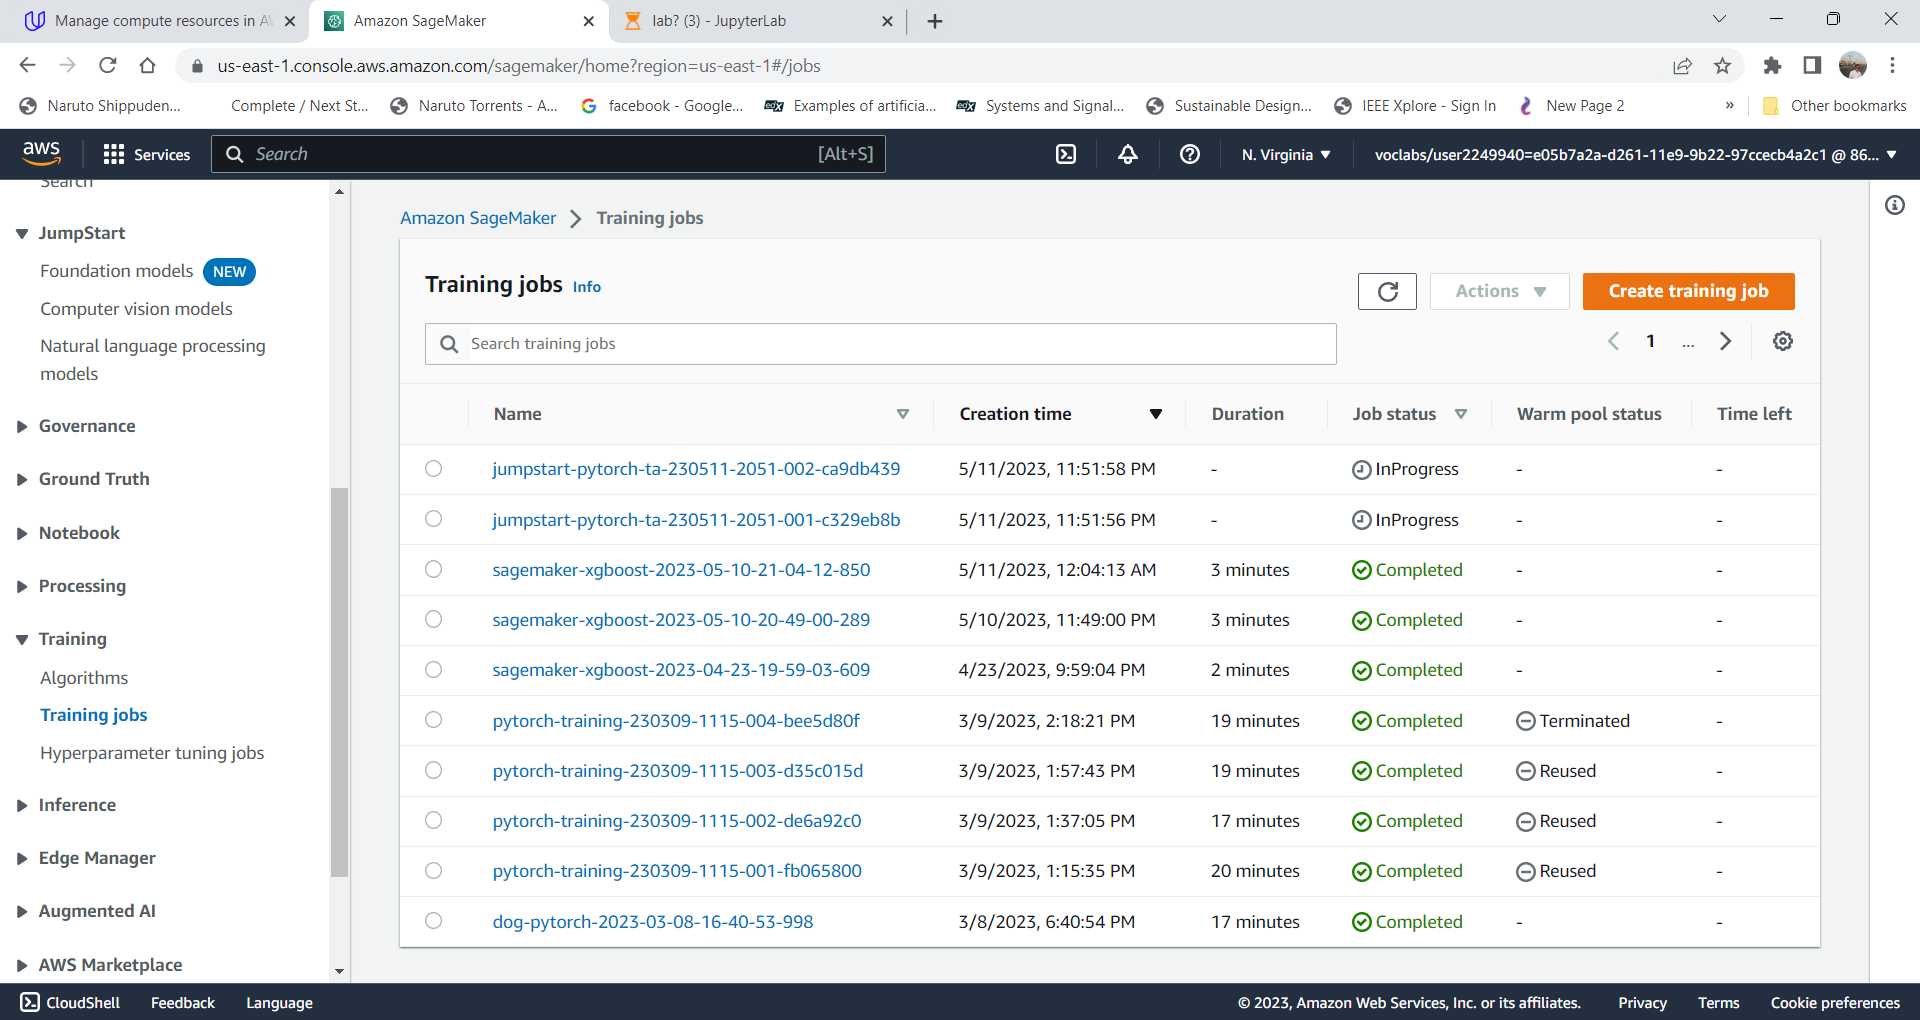 Manage compute resources in AW
Amazon SageMaker
lab? (3) - JupyterLab
us-east-1.console.aws.amazon.com/sagemaker/home?region=us-east-1#/jobs
Naruto Shippuden...
Complete / Next St...
Naruto Torrents - A...
facebook - Google...
Examples of artificia...
Systems and Signal...
Sustainable Design...
IEEE Xplore - Sign In
New Page 2
»
Other bookmarks
aws
Services
Search
[Alt+S]
N. Virginia
voclabs/user2249940=e05b7a2a-d261-11e9-9b22-97ccecb4a2c1 @ 86...
Search
JumpStart
Foundation models NEW
Computer vision models
Natural language processing
models
Governance
Ground Truth
Notebook
Processing
Training
Algorithms
Training jobs
Hyperparameter tuning jobs
Inference
Edge Manager
Augmented AI
AWS Marketplace
Amazon SageMaker > Training jobs
Training jobs Info
Actions
Create training job
Search training jobs
1 ...
Name Creation time Duration Job status Warm pool status Time left
jumpstart-pytorch-ta-230511-2051-002-ca9db439 5/11/2023, 11:51:58 PM - InProgress - -
jumpstart-pytorch-ta-230511-2051-001-c329eb8b 5/11/2023, 11:51:56 PM - InProgress - -
sagemaker-xgboost-2023-05-10-21-04-12-850 5/11/2023, 12:04:13 AM 3 minutes Completed - -
sagemaker-xgboost-2023-05-10-20-49-00-289 5/10/2023, 11:49:00 PM 3 minutes Completed - -
sagemaker-xgboost-2023-04-23-19-59-03-609 4/23/2023, 9:59:04 PM 2 minutes Completed - -
pytorch-training-230309-1115-004-bee5d80f 3/9/2023, 2:18:21 PM 19 minutes Completed Terminated -
pytorch-training-230309-1115-003-d35c015d 3/9/2023, 1:57:43 PM 19 minutes Completed Reused -
pytorch-training-230309-1115-002-de6a92c0 3/9/2023, 1:37:05 PM 17 minutes Completed Reused -
pytorch-training-230309-1115-001-fb065800 3/9/2023, 1:15:35 PM 20 minutes Completed Reused -
dog-pytorch-2023-03-08-16-40-53-998 3/8/2023, 6:40:54 PM 17 minutes Completed - -
CloudShell Feedback Language
© 2023, Amazon Web Services, Inc. or its affiliates. Privacy Terms Cookie preferences